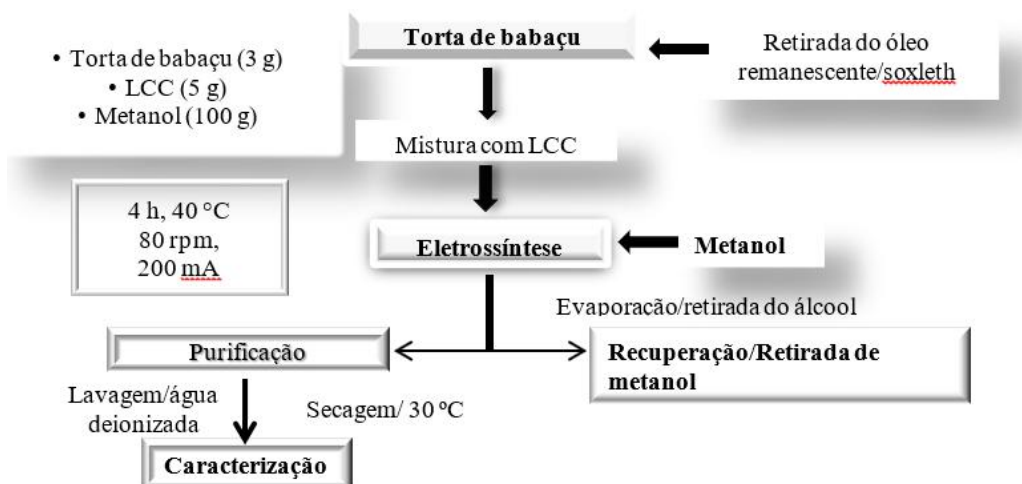 Torta de babaçu
Retirada do óleo
remanescente/soxleth
• Torta de babaçu (3 g)
• LCC (5 g)
• Metanol (100 g)
Mistura com LCC
4 h, 40 °C
80 rpm,
200 mA
Eletrossíntese
Metanol
Evaporação/retirada do álcool
Purificação
Recuperação/Retirada de
metanol
Lavagem/água
deionizada
Secagem/ 30 ºC
Caracterização